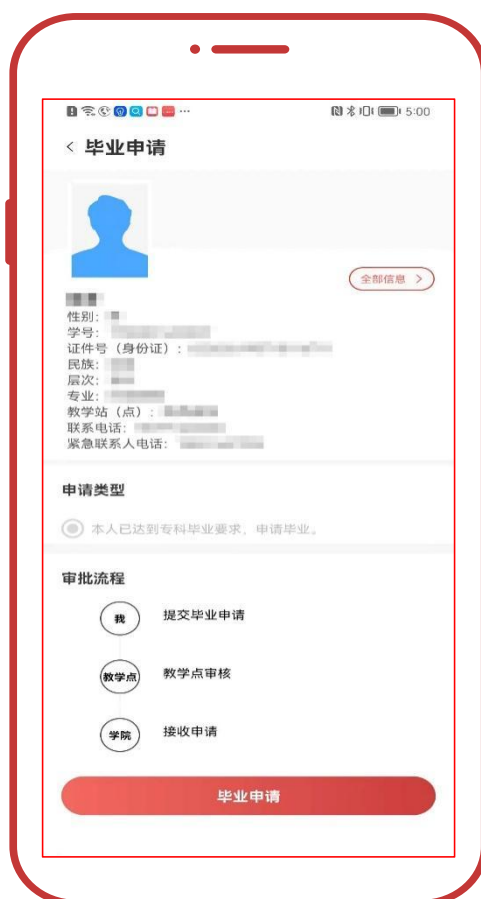 5:00
< 毕业申请
全部信息 >
性别:
学号:
证件号（身份证）:
民族:
层次:
专业:
教学站（点）:
联系电话:
紧急联系人电话:
申请类型
本人已达到专科毕业要求，申请毕业。
审批流程
我 提交毕业申请
教学点 教学点审核
学院 接收申请
毕业申请